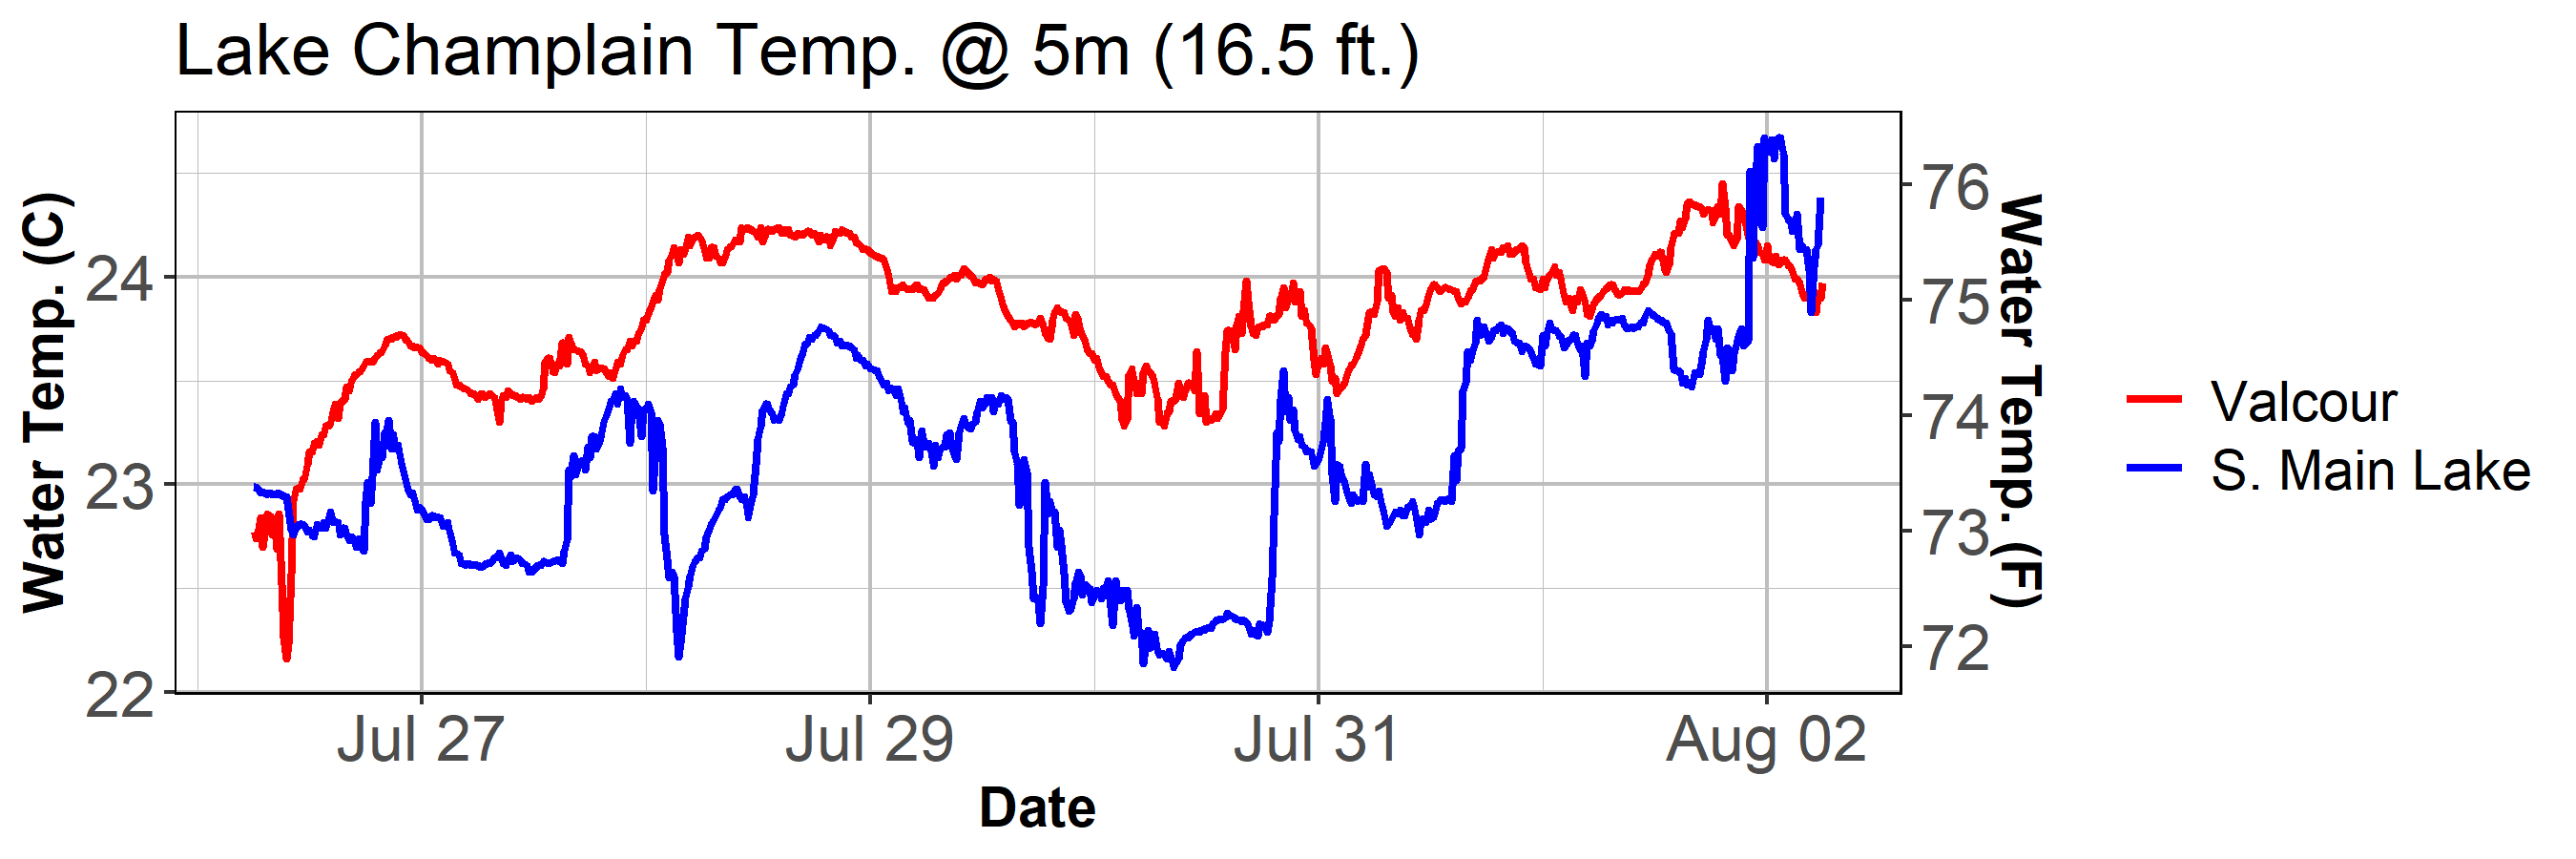 Lake Champlain Temp. @ 5m (16.5 ft.)
Water Temp. (C)
24
23
22
76
75
74
73
72
Water Temp. (F)
Jul 27
Jul 29
Jul 31
Aug 02
Date
Valcour
S. Main Lake